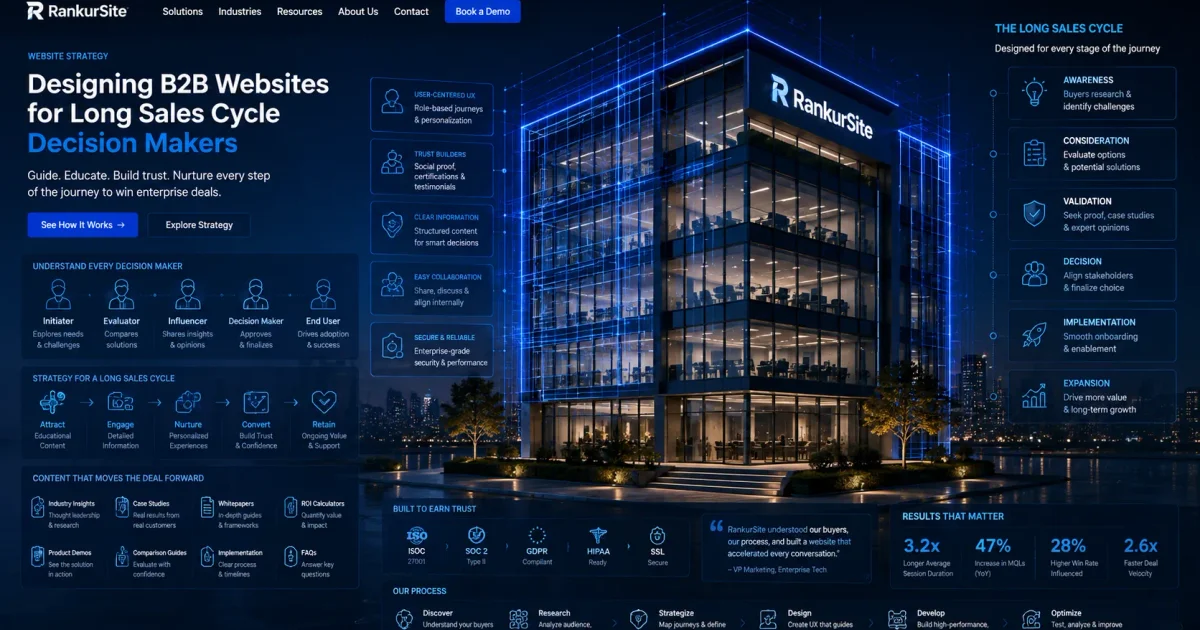 RankurSite
Solutions
Industries
Resources
About Us
Contact
Book a Demo
WEBSITE STRATEGY
Designing B2B Websites
for Long Sales Cycle
Decision Makers
Guide. Educate. Build trust. Nurture every step
of the journey to win enterprise deals.
See How It Works →
Explore Strategy
UNDERSTAND EVERY DECISION MAKER
Initiater
Explores needs
& challenges
Evaluator
Compares
solutions
Influencer
Shares insights
& opinions
Decision Maker
Approves
& finalizes
End User
Drives adoption
& success
STRATEGY FOR A LONG SALES CYCLE
Attract
Educational
Content
Engage
Detailed
Information
Nurture
Personalized
Experiences
Convert
Build Trust
& Confidence
Retain
Ongoing Value
& Support
CONTENT THAT MOVES THE DEAL FORWARD
Industry Insights
Thought leadership
& research
Case Studies
Real results from
real customers
Whitepapers
In-depth guides
& frameworks
ROI Calculators
Quantify value
& impact
Product Demos
See the solution
in action
Comparison Guides
Evaluate with
confidence
Implementation
Clear process
& timelines
FAQs
Answer key
questions
USER-CENTERED UX
Role-based journeys
& personalization
TRUST BUILDERS
Social proof,
certifications &
testimonials
CLEAR INFORMATION
Structured content
for smart decisions
EASY COLLABORATION
Share, discuss &
align internally
SECURE & RELIABLE
Enterprise-grade
security & performance
RankurSite
THE LONG SALES CYCLE
Designed for every stage of the journey
AWARENESS
Buyers research &
identify challenges
CONSIDERATION
Evaluate options
& potential solutions
VALIDATION
Seek proof, case studies
& expert opinions
DECISION
Align stakeholders
& finalize choice
IMPLEMENTATION
Smooth onboarding
& enablement
EXPANSION
Drive more value
& long-term growth
BUILT TO EARN TRUST
ISO
ISOC
27001
SOC 2
Type II
GDPR
Compliant
HIPAA
Ready
SSL
Secure
“ RankurSite understood our buyers,
our process, and built a website that
accelerated every conversation.”
– VP Marketing, Enterprise Tech
RESULTS THAT MATTER
3.2x
Longer Average
Session Duration
47%
Increase in MQLs
(YoY)
28%
Higher Win Rate
Influenced
2.6x
Faster Deal
Velocity
OUR PROCESS
Discover
Understand your buyers
Research
Analyze audience,
Strategize
Map journeys & define
Design
Create UX that guides
Develop
Build high-performance,
Optimize
Test, analyze & improve